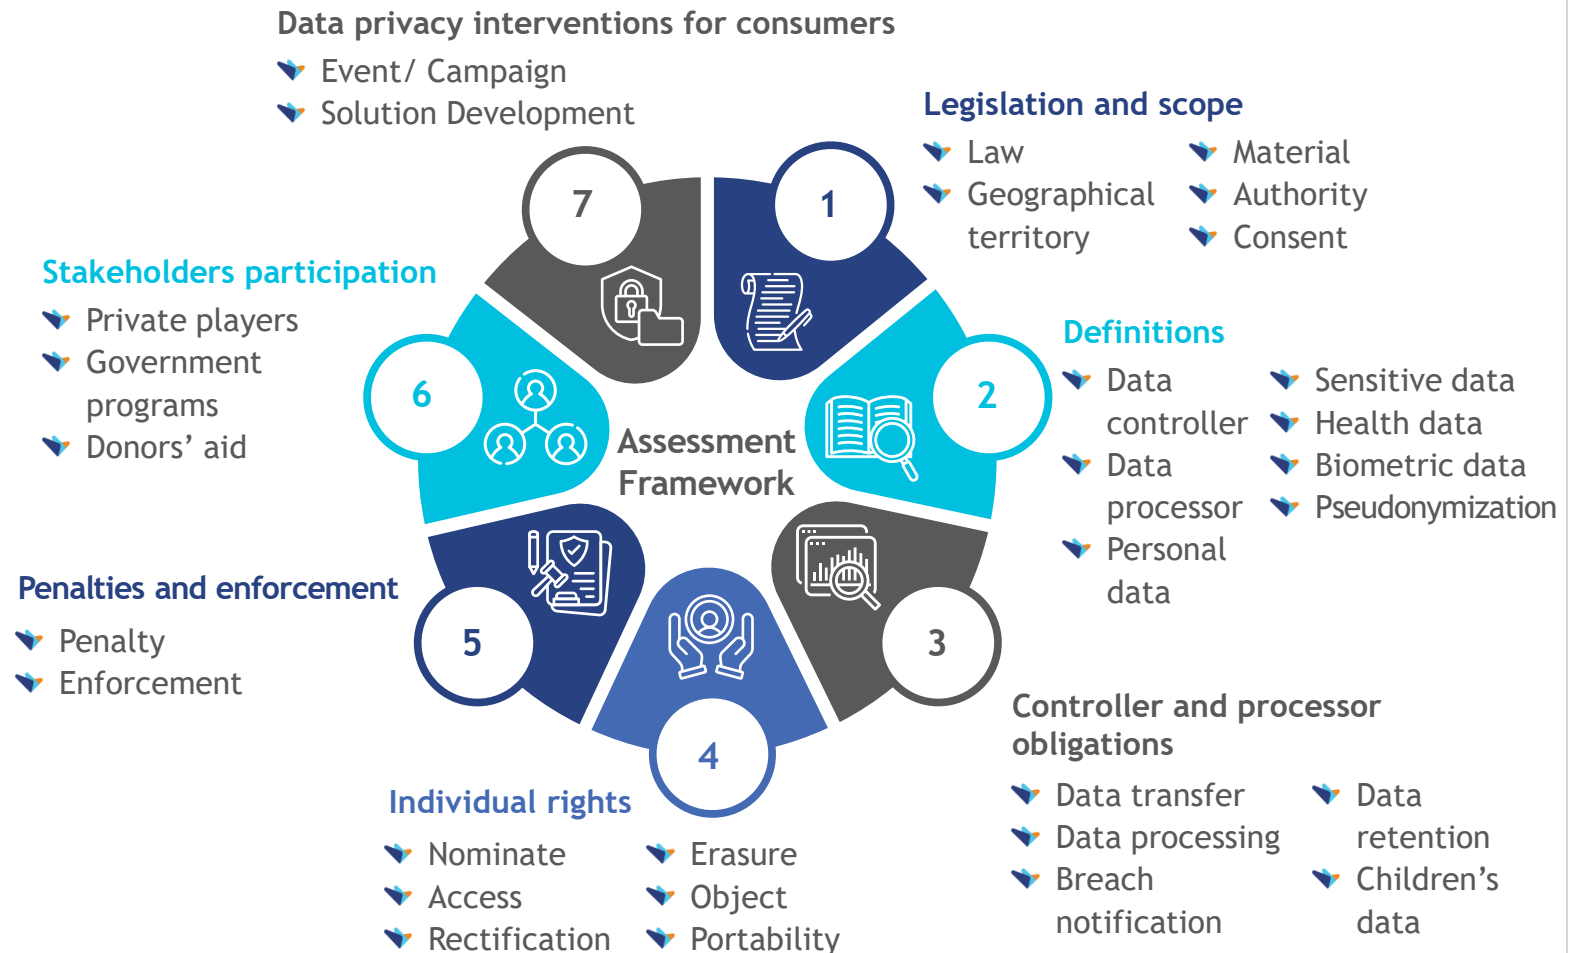 Data privacy interventions for consumers
Event/ Campaign
Solution Development
7
1
Legislation and scope
Law
Geographical
territory
Material
Authority
Consent
2
Definitions
Data
controller
Data
processor
Personal
data
Sensitive data
Health data
Biometric data
Pseudonymization
3
Controller and processor
obligations
Data transfer
Data processing
Breach
notification
Data
retention
Children's
data
4
Individual rights
Nominate
Access
Rectification
Erasure
Object
Portability
5
Penalties and enforcement
Penalty
Enforcement
6
Stakeholders participation
Private players
Government
programs
Donors' aid
Assessment
Framework